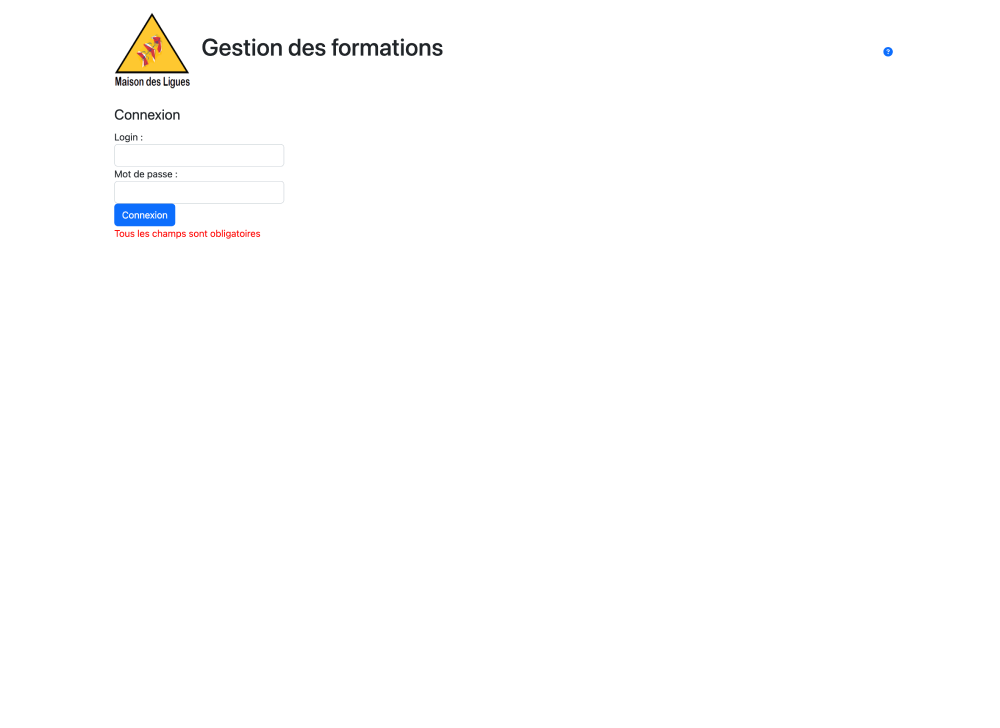 Maison des Ligues
Gestion des formations
?
Connexion
Login :
Mot de passe :
Connexion
Tous les champs sont obligatoires